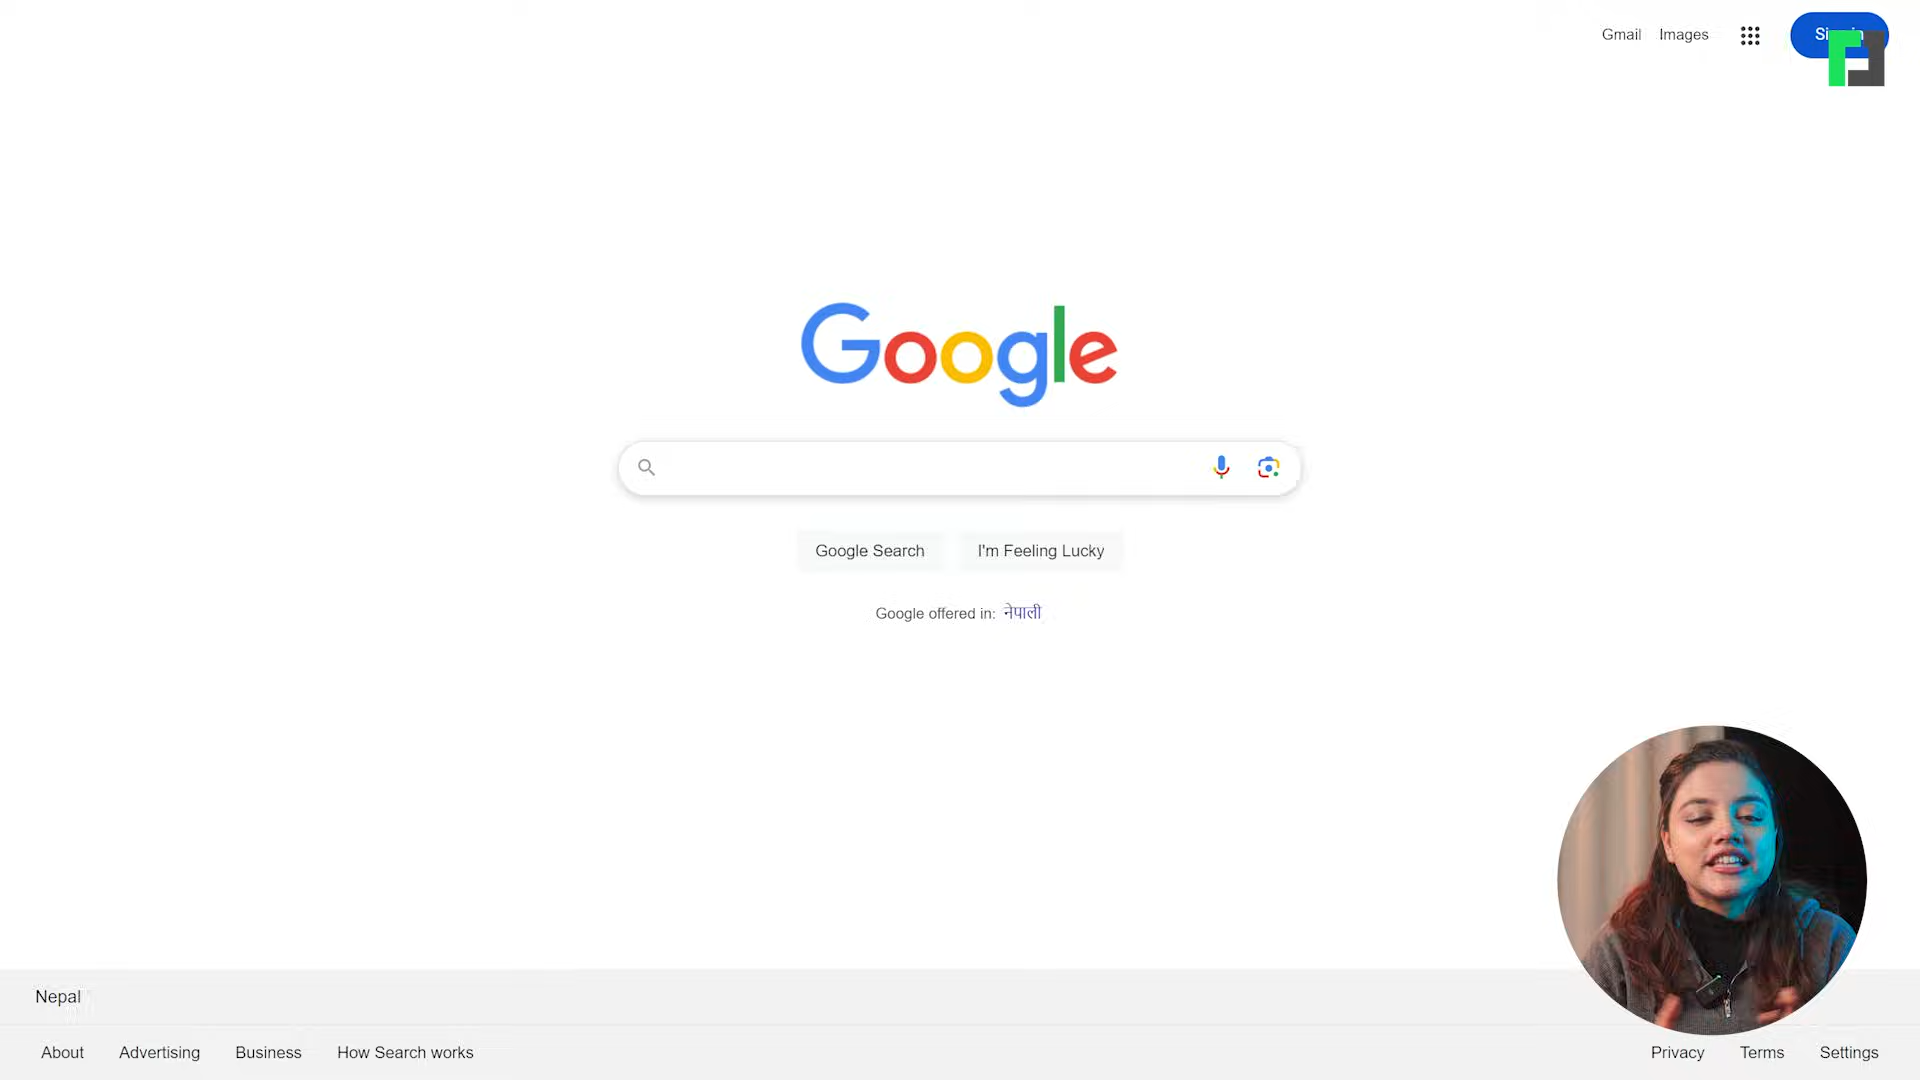 Gmail Images
Google
Google Search I'm Feeling Lucky
Google offered in: नेपाली
Nepal
About Advertising Business How Search works Privacy Terms Settings